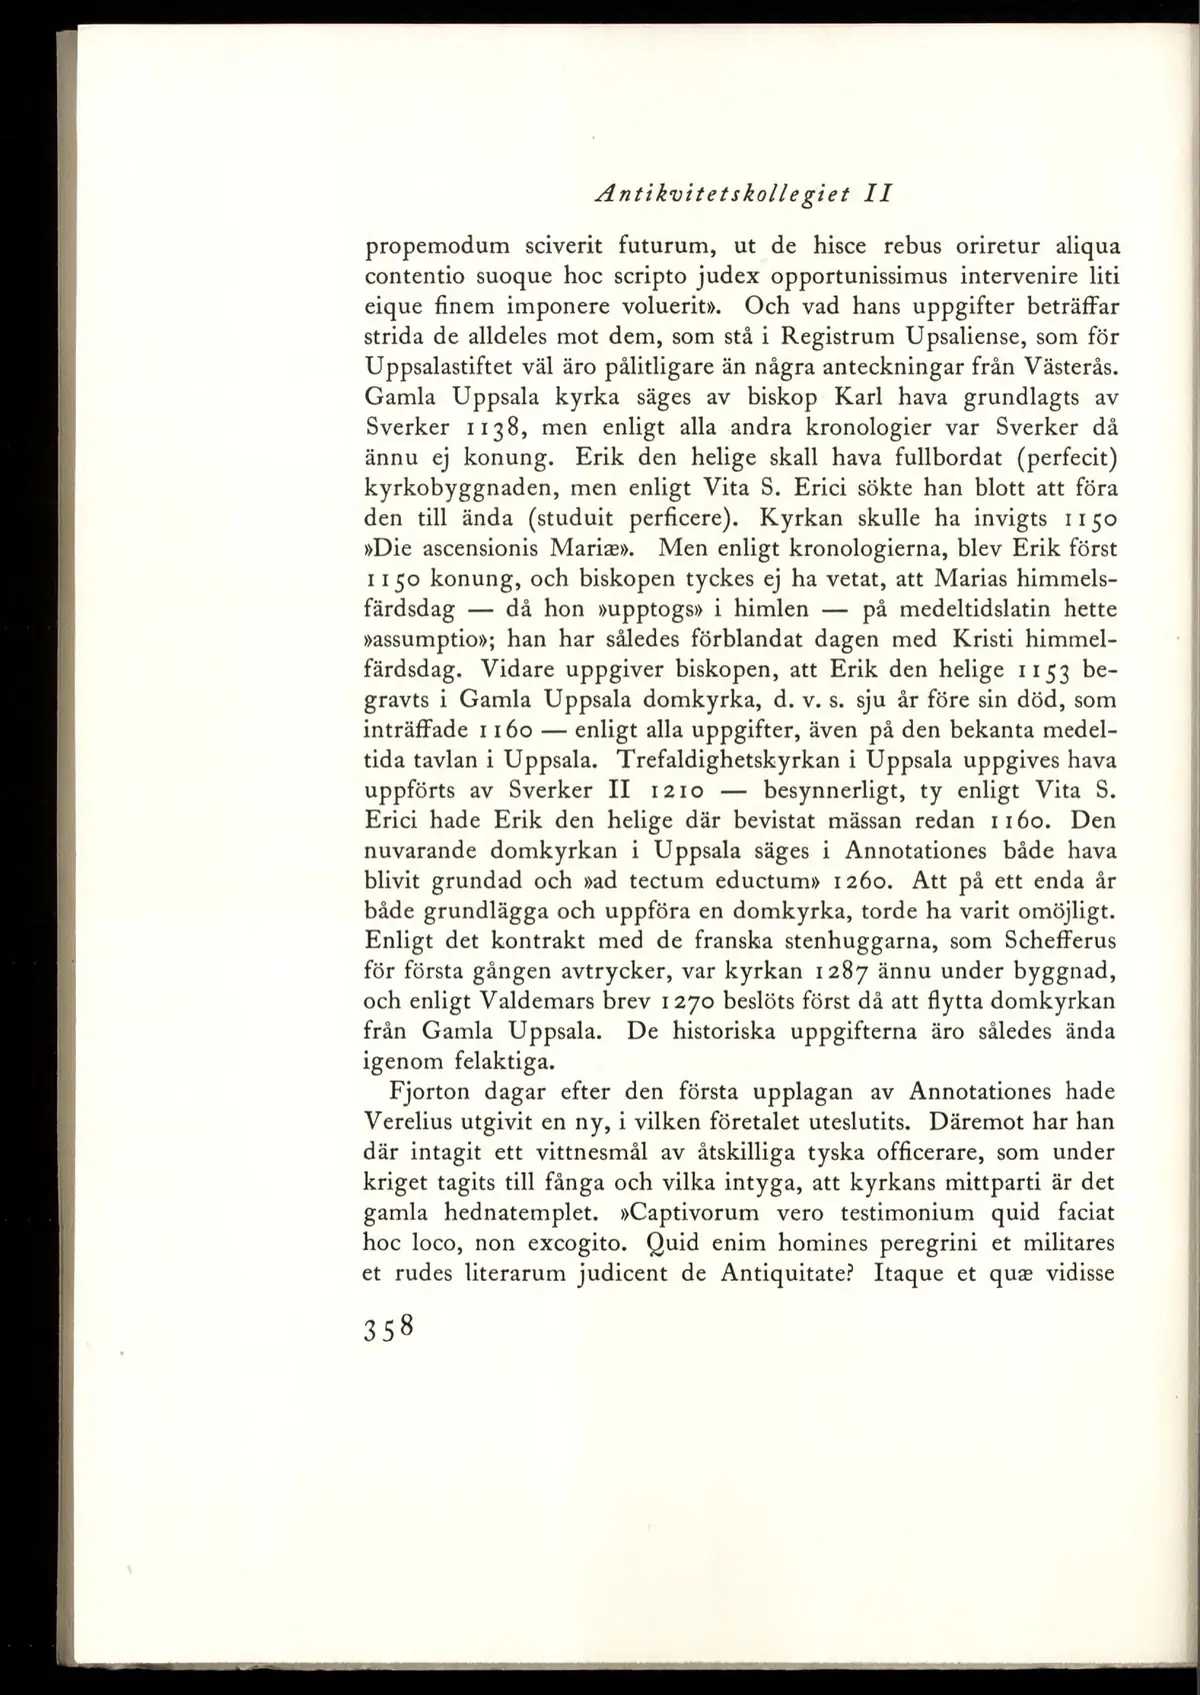 Antikvitetskollegiet II
propemodum sciverit futurum, ut de hisce rebus oriretur aliqua
contentio suoque hoc scripto judex opportunissimus intervenire liti
eique finem imponere voluerit». Och vad hans uppgifter beträffar
strida de alldeles mot dem, som stå i Registrum Upsaliense, som för
Uppsalastiftet väl äro pålitligare än några anteckningar från Västerås.
Gamla Uppsala kyrka säges av biskop Karl hava grundlagts av
Sverker 1138, men enligt alla andra kronologier var Sverker då
ännu ej konung. Erik den helige skall hava fullbordat (perfecit)
kyrkobyggnaden, men enligt Vita S. Erici sökte han blott att föra
den till ända (studuit perficere). Kyrkan skulle ha invigts 1150
»Die ascensionis Mariæ». Men enligt kronologierna, blev Erik först
1150 konung, och biskopen tyckes ej ha vetat, att Marias himmels-
färdsdag — då hon »upptogs» i himlen — på medeltidslatin hette
»assumptio»; han har således förblandat dagen med Kristi himmel-
färdsdag. Vidare uppgiver biskopen, att Erik den helige 1153 be-
gravts i Gamla Uppsala domkyrka, d. v. s. sju år före sin död, som
inträffade 1160 — enligt alla uppgifter, även på den bekanta medel-
tida tavlan i Uppsala. Trefaldighetskyrkan i Uppsala uppgives hava
uppförts av Sverker II 1210 — besynnerligt, ty enligt Vita S.
Erici hade Erik den helige där bevistat mässan redan 1160. Den
nuvarande domkyrkan i Uppsala säges i Annotationes både hava
blivit grundad och »ad tectum eductum» 1260. Att på ett enda år
både grundlägga och uppföra en domkyrka, torde ha varit omöjligt.
Enligt det kontrakt med de franska stenhuggarna, som Schefferus
för första gången avtrycker, var kyrkan 1287 ännu under byggnad,
och enligt Valdemars brev 1270 beslöts först då att flytta domkyrkan
från Gamla Uppsala. De historiska uppgifterna äro således ända
igenom felaktiga.
Fjorton dagar efter den första upplagan av Annotationes hade
Verelius utgivit en ny, i vilken företalet uteslutits. Däremot har han
där intagit ett vittnesmål av åtskilliga tyska officerare, som under
kriget tagits till fånga och vilka intyga, att kyrkans mittparti är det
gamla hednatemplet. »Captivorum vero testimonium quid faciat
hoc loco, non excogito. Quid enim homines peregrini et militares
et rudes literarum judicent de Antiquitate? Itaque et quæ vidisse
358